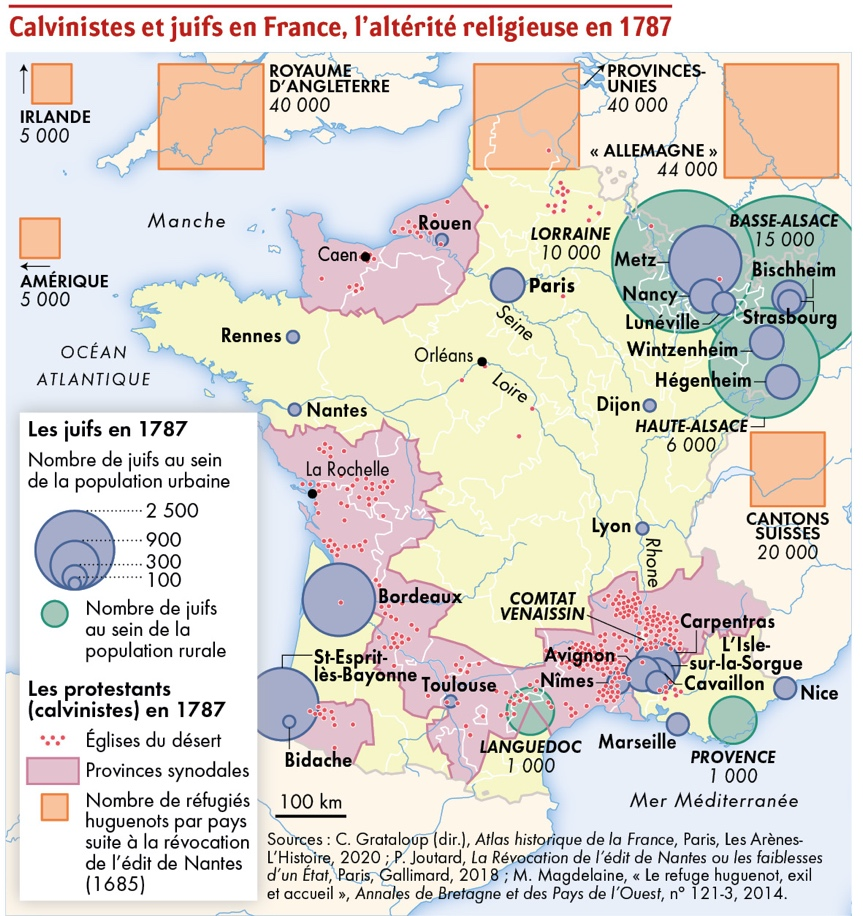 Calvinistes et juifs en France, l'altérité religieuse en 1787
IRLANDE
5 000
ROYAUME
D'ANGLETERRE
40 000
PROVINCES-
UNIES
40 000
« ALLEMAGNE »
44 000
Manche
AMÉRIQUE
5 000
OCÉAN
ATLANTIQUE
Rouen
Caen
LORRAINE
10 000
BASSE-ALSACE
15 000
Metz
Bischheim
Nancy
Lunéville
Strasbourg
Paris
Seine
Rennes
Orléans
Loire
Wintzenheim
Hégenheim
Nantes
Dijon
HAUTE-ALSACE
6 000
CANTONS
SUISSES
20 000
La Rochelle
Lyon
Rhone
Bordeaux
COMTAT
VENAISSIN
Carpentras
Avignon
L'Isle-
sur-la-Sorgue
Nîmes
Cavaillon
St-Esprit-
lès-Bayonne
Toulouse
Nice
Bidache
LANGUEDOC
1 000
Marseille
PROVENCE
1 000
Mer Méditerranée
Les juifs en 1787
Nombre de juifs au sein
de la population urbaine
2 500
900
300
100
Nombre de juifs
au sein de la
population rurale
Les protestants
(calvinistes) en 1787
Églises du désert
Provinces synodales
Nombre de réfugiés
huguenots par pays
suite à la révocation
de l'édit de Nantes
(1685)
100 km
Sources : C. Grataloup (dir.), Atlas historique de la France, Paris, Les Arènes-
L'Histoire, 2020 ; P. Joutard, La Révocation de l'édit de Nantes ou les faiblesses
d'un État, Paris, Gallimard, 2018 ; M. Magdelaine, « Le refuge huguenot, exil
et accueil », Annales de Bretagne et des Pays de l'Ouest, n° 121-3, 2014.